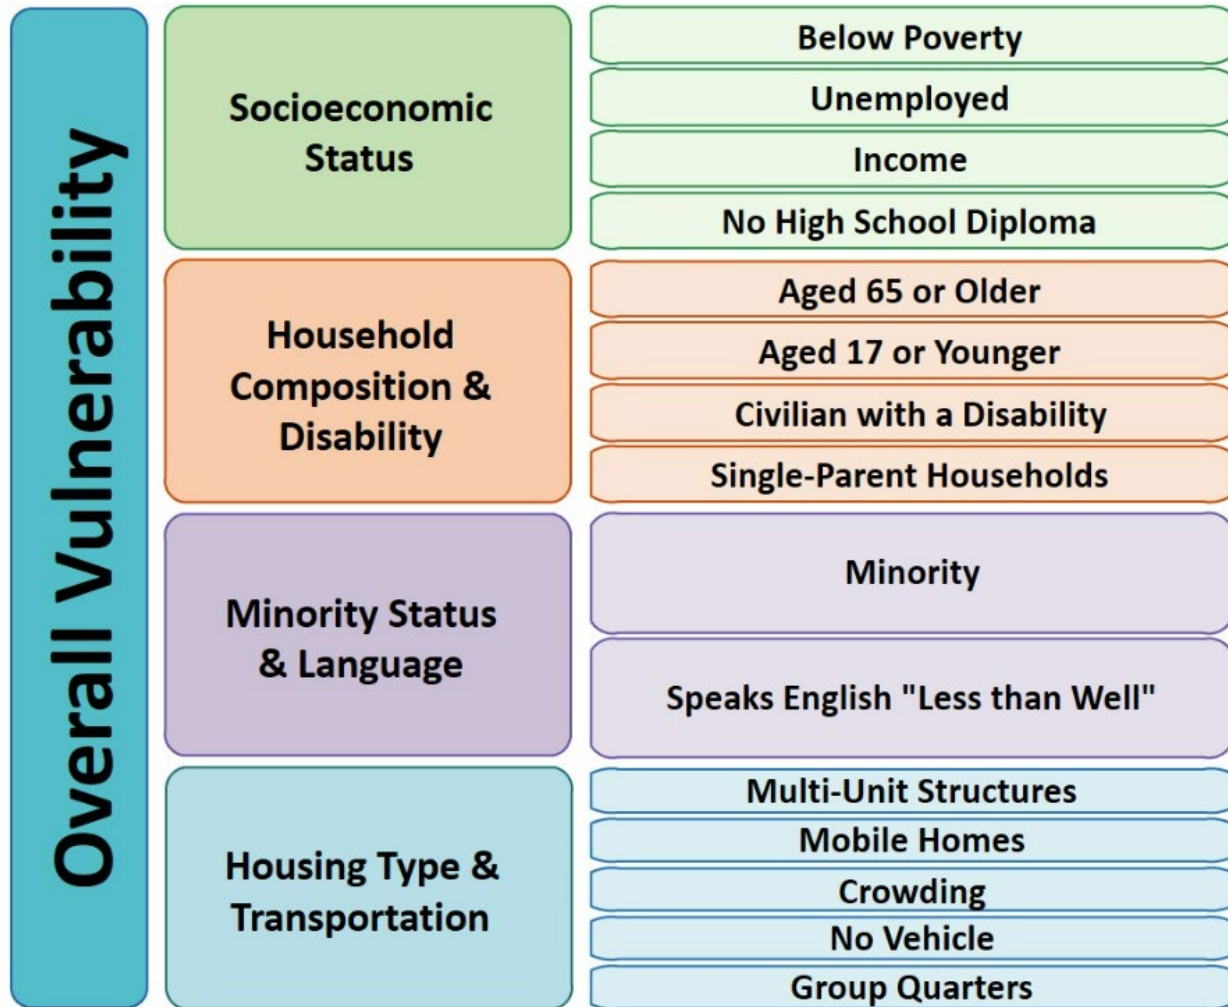 Overall Vulnerability
Socioeconomic
Status
Below Poverty
Unemployed
Income
No High School Diploma
Household
Composition &
Disability
Aged 65 or Older
Aged 17 or Younger
Civilian with a Disability
Single-Parent Households
Minority Status
& Language
Minority
Speaks English "Less than Well"
Housing Type &
Transportation
Multi-Unit Structures
Mobile Homes
Crowding
No Vehicle
Group Quarters